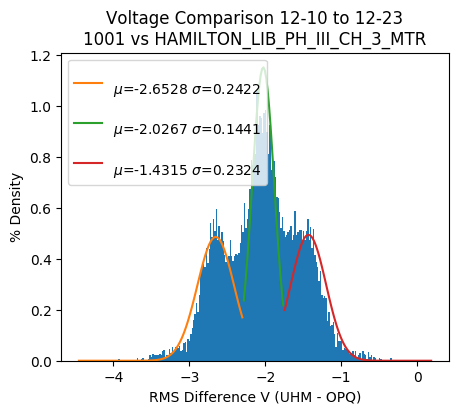 Voltage Comparison 12-10 to 12-23
1001 vs HAMILTON_LIB_PH_III_CH_3_MTR
1.2
1.0
0.8
0.6
0.4
0.2
0.0
% Density
μ=-2.6528 σ=0.2422
μ=-2.0267 σ=0.1441
μ=-1.4315 σ=0.2324
−4 −3 −2 −1 0
RMS Difference V (UHM - OPQ)